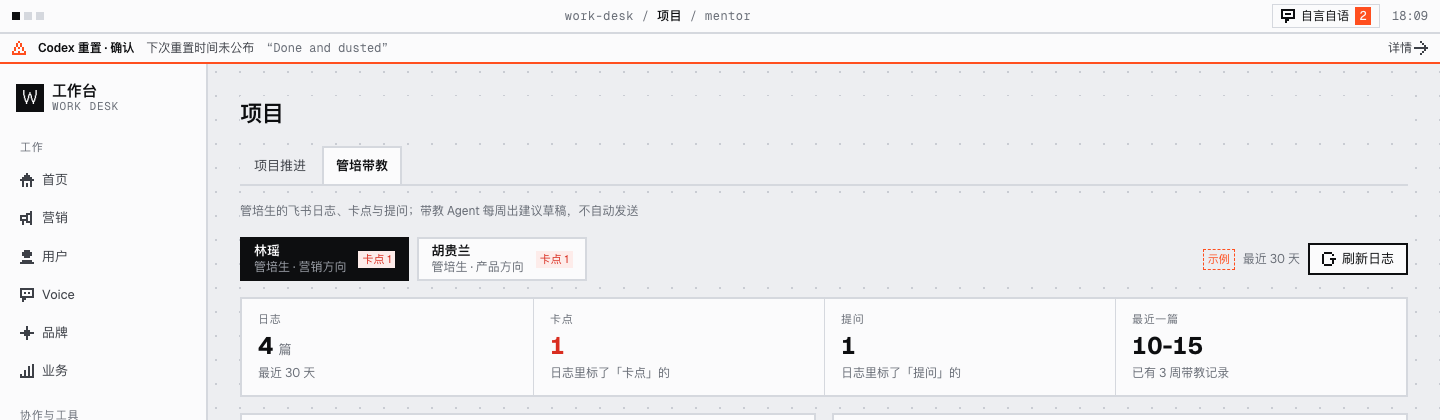 work-desk / 项目 / mentor
自言自语 2
18:09
Codex 重置 · 确认 下次重置时间未公布 “Done and dusted”
详情
W
工作台
WORK DESK
工作
首页
营销
用户
Voice
品牌
业务
协作与工具
项目
项目推进
管培带教
管培生的飞书日志、卡点与提问；带教 Agent 每周出建议草稿，不自动发送
林瑶
管培生 · 营销方向
卡点 1
胡贵兰
管培生 · 产品方向
卡点 1
示例 最近 30 天
刷新日志
日志
4 篇
最近 30 天
卡点
1
日志里标了「卡点」的
提问
1
日志里标了「提问」的
最近一篇
10-15
已有 3 周带教记录